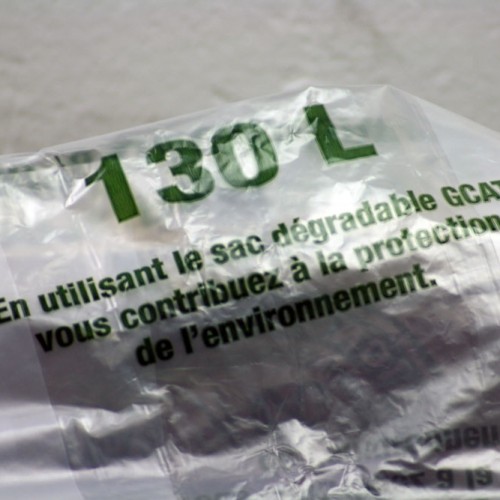 130 L
En utilisant le sac dégradable GCAT
vous contribuez à la protection
de l'environnement.